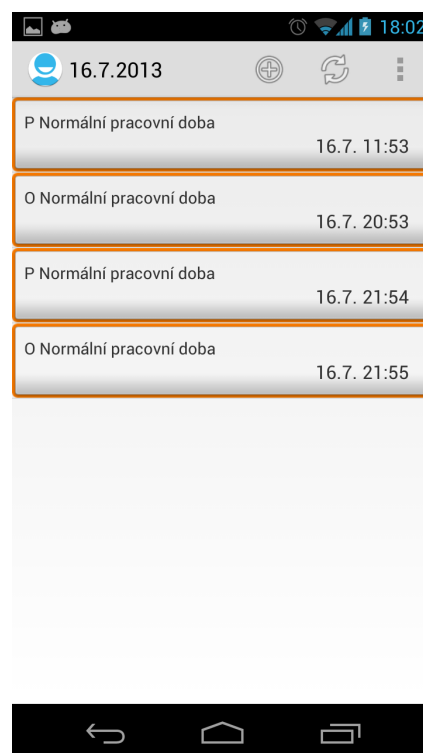 18:02
16.7.2013
P Normální pracovní doba
16.7. 11:53
O Normální pracovní doba
16.7. 20:53
P Normální pracovní doba
16.7. 21:54
O Normální pracovní doba
16.7. 21:55